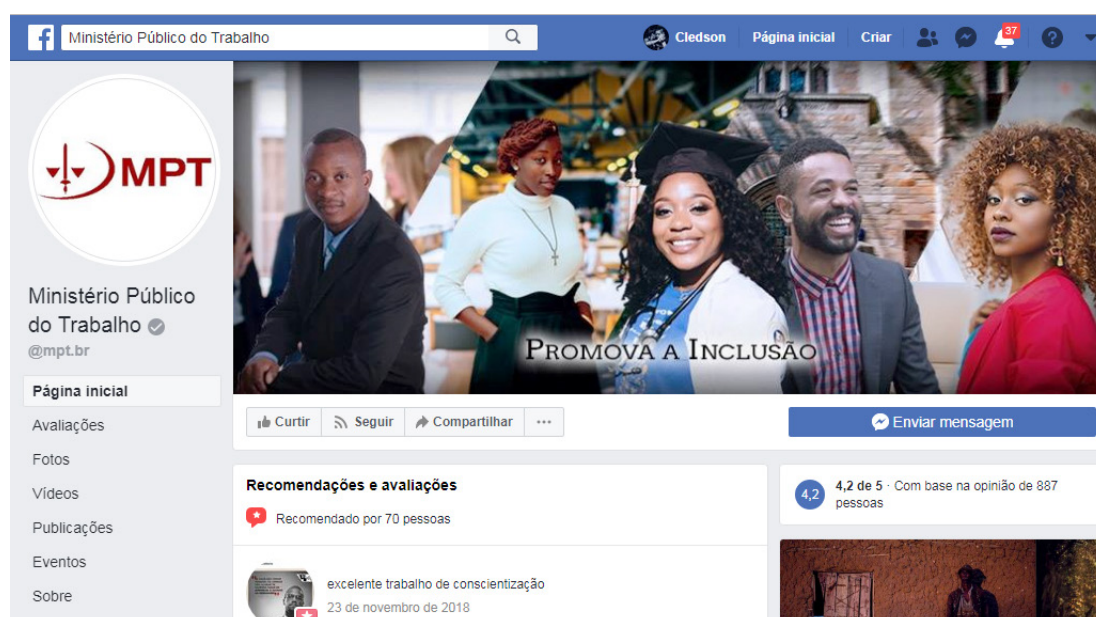 f
Ministério Público do Trabalho
Cledson
Página inicial
Criar
37
?
MPT
PROMOVA A INCLUSÃO
Ministério Público
do Trabalho
@mpt.br
Página inicial
Avaliações
Fotos
Vídeos
Publicações
Eventos
Sobre
Curtir
Seguir
Compartilhar
...
Enviar mensagem
Recomendações e avaliações
Recomendado por 70 pessoas
excelente trabalho de conscientização
23 de novembro de 2018
4,2
4,2 de 5 · Com base na opinião de 887
pessoas